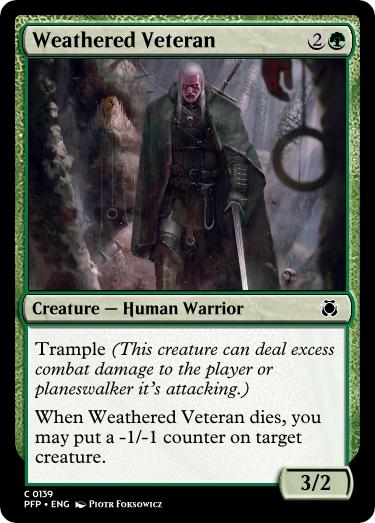 Weathered Veteran 2
Creature — Human Warrior
Trample (This creature can deal excess
combat damage to the player or
planeswalker it's attacking.)
When Weathered Veteran dies, you
may put a -1/-1 counter on target
creature.
3/2
C 0139
PFP • ENG Piotr Foksowicz